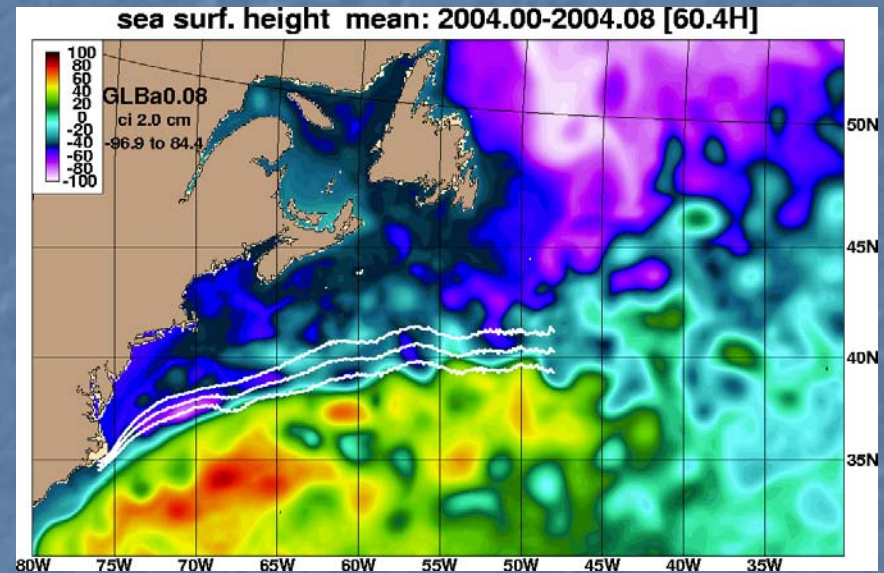 sea surf. height mean: 2004.00-2004.08 [60.4H]
100
80
60
40
20
0
-20
-40
-60
-80
-100
GLBa0.08
ci 2.0 cm
-96.9 to 84.4
50N
45N
40N
35N
80W 75W 70W 65W 60W 55W 50W 45W 40W 35W